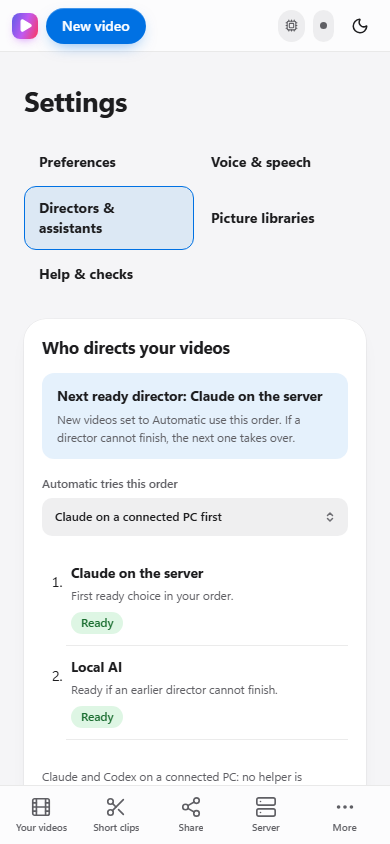 New video
Settings
Preferences
Voice & speech
Directors &
assistants
Picture libraries
Help & checks
Who directs your videos
Next ready director: Claude on the server
New videos set to Automatic use this order. If a
director cannot finish, the next one takes over.
Automatic tries this order
Claude on a connected PC first
1. Claude on the server
First ready choice in your order.
Ready
2. Local AI
Ready if an earlier director cannot finish.
Ready
Claude and Codex on a connected PC: no helper is
Your videos
Short clips
Share
Server
More